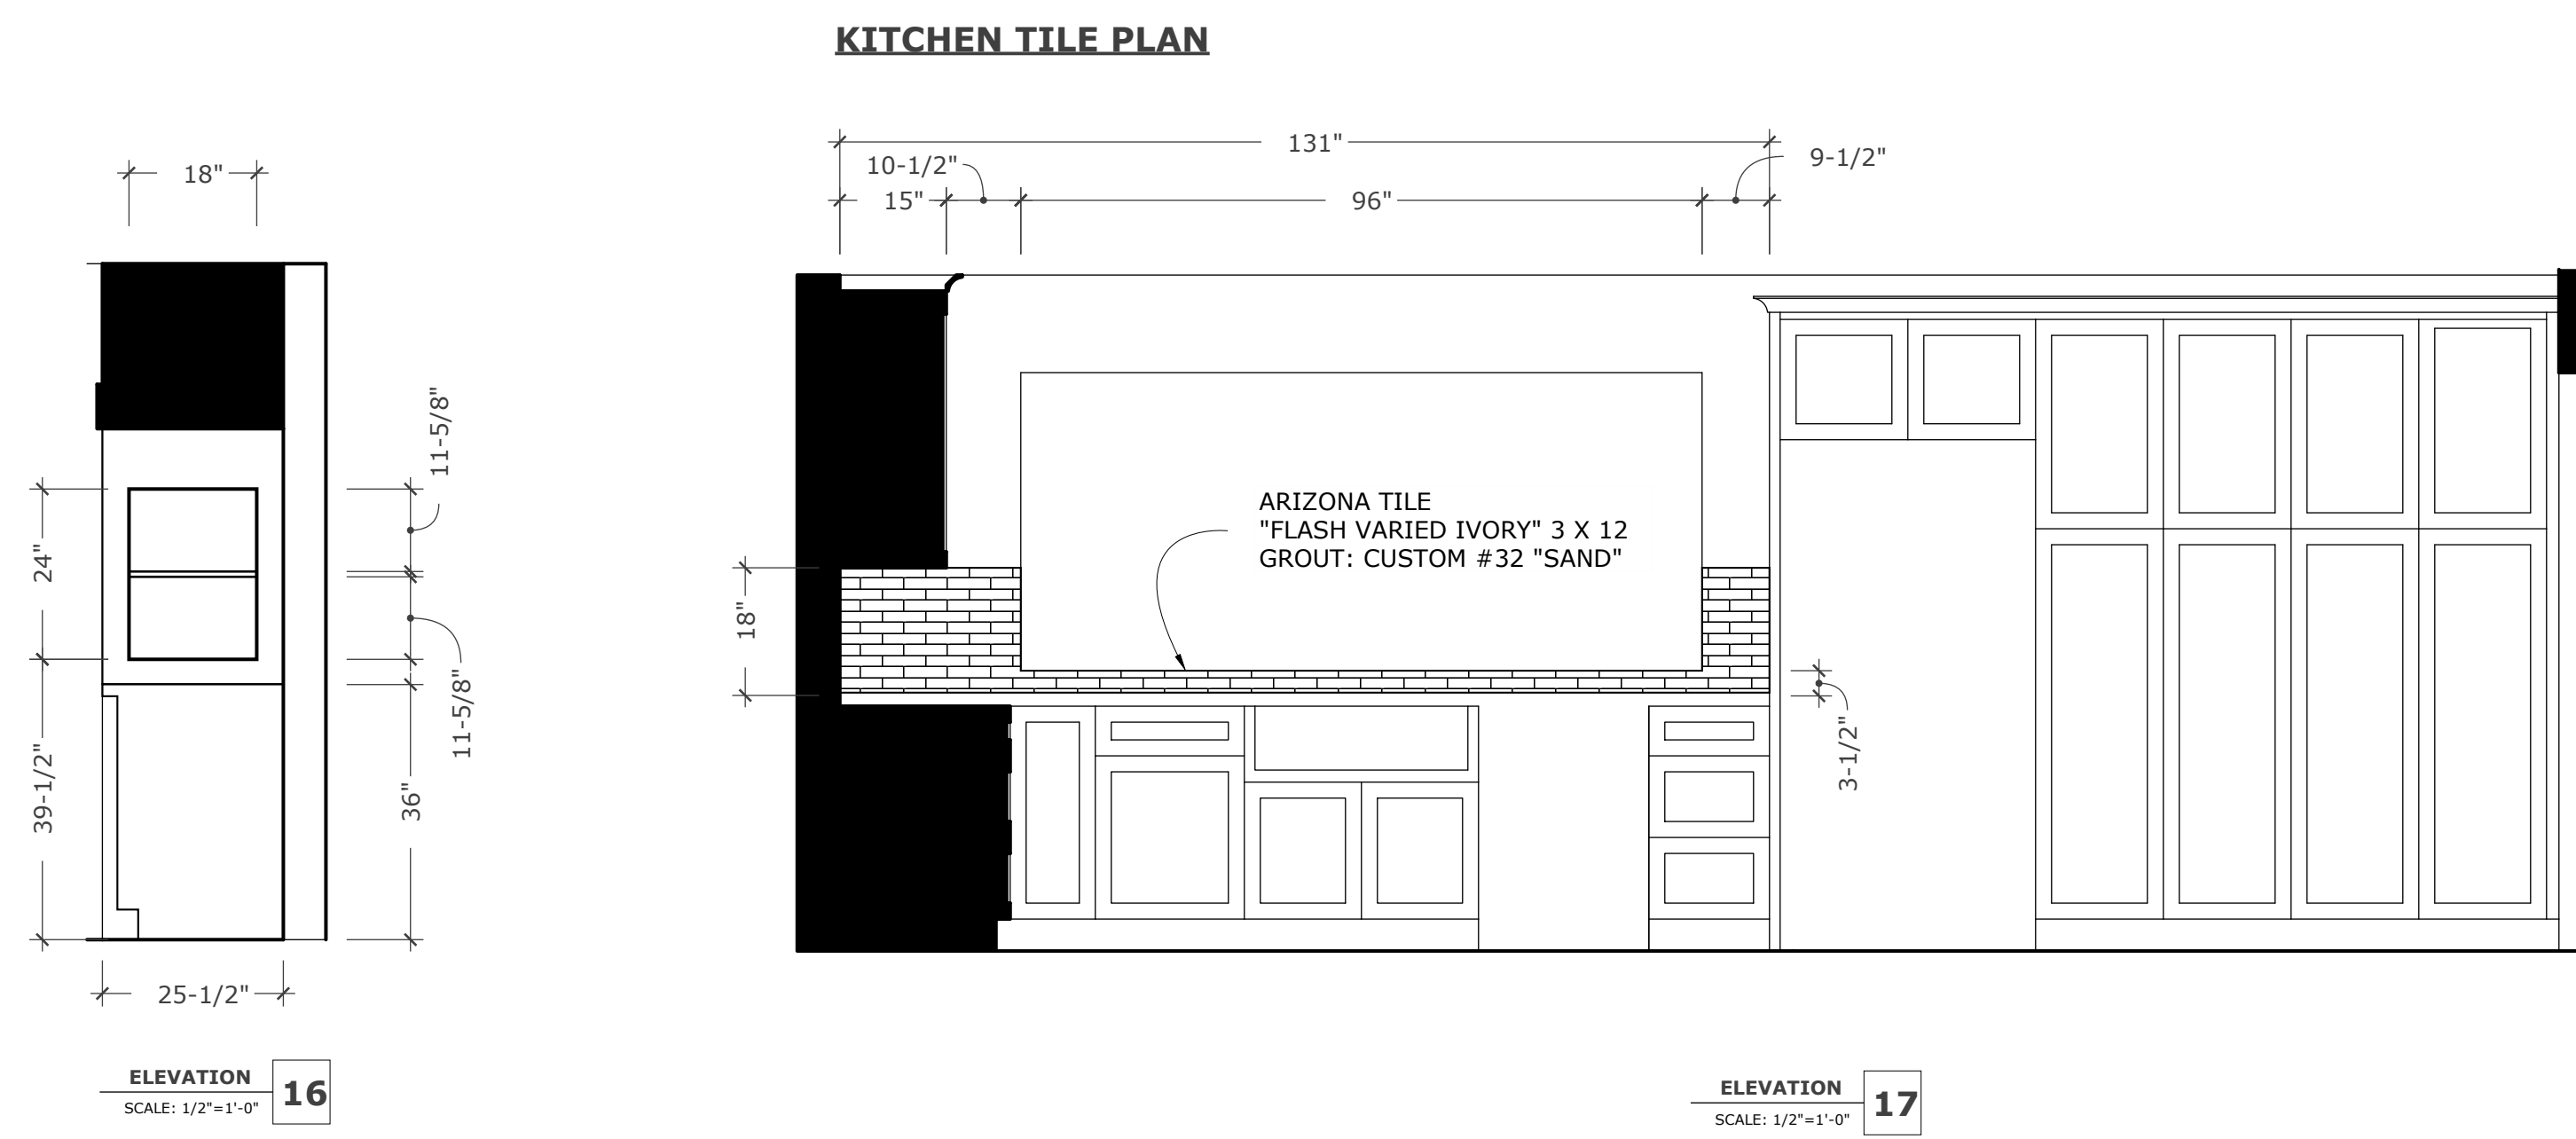 KITCHEN TILE PLAN
131"
10-1/2"
9-1/2"
18"
15"
96"
11-5/8"
ARIZONA TILE
"FLASH VARIED IVORY" 3 X 12
GROUT: CUSTOM #32 "SAND"
24"
18"
11-5/8"
39-1/2"
36"
3-1/2"
25-1/2"
ELEVATION
16
SCALE: 1/2"=1'-0"
ELEVATION
17
SCALE: 1/2"=1'-0"